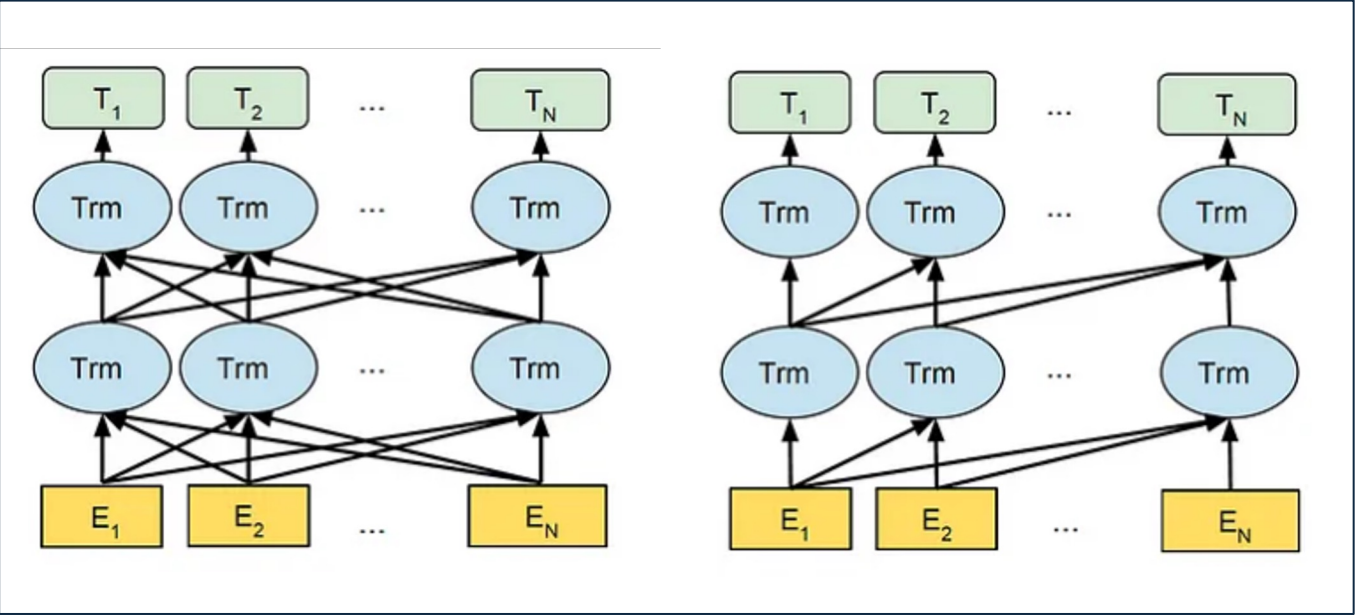 T1 T2 ... TN T1 T2 ... TN
Trm Trm ... Trm Trm Trm ... Trm
Trm Trm ... Trm Trm Trm ... Trm
E1 E2 ... EN E1 E2 ... EN